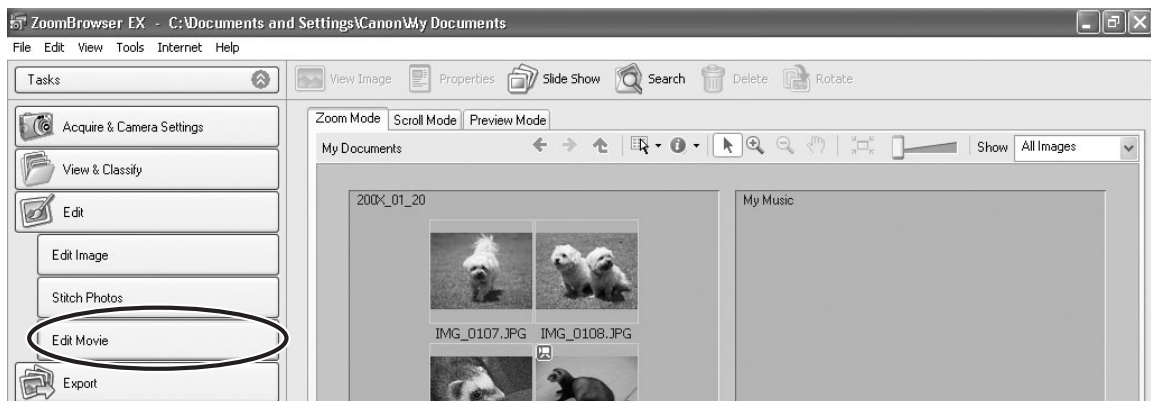 ZoomBrowser EX - C:\Documents and Settings\Canon\My Documents
File Edit View Tools Internet Help
Tasks
View Image Properties Slide Show Search Delete Rotate
Acquire & Camera Settings
View & Classify
Edit
Edit Image
Stitch Photos
Edit Movie
Export
Zoom Mode Scroll Mode Preview Mode
My Documents Show All Images
200X_01_20 My Music
IMG_0107.JPG IMG_0108.JPG